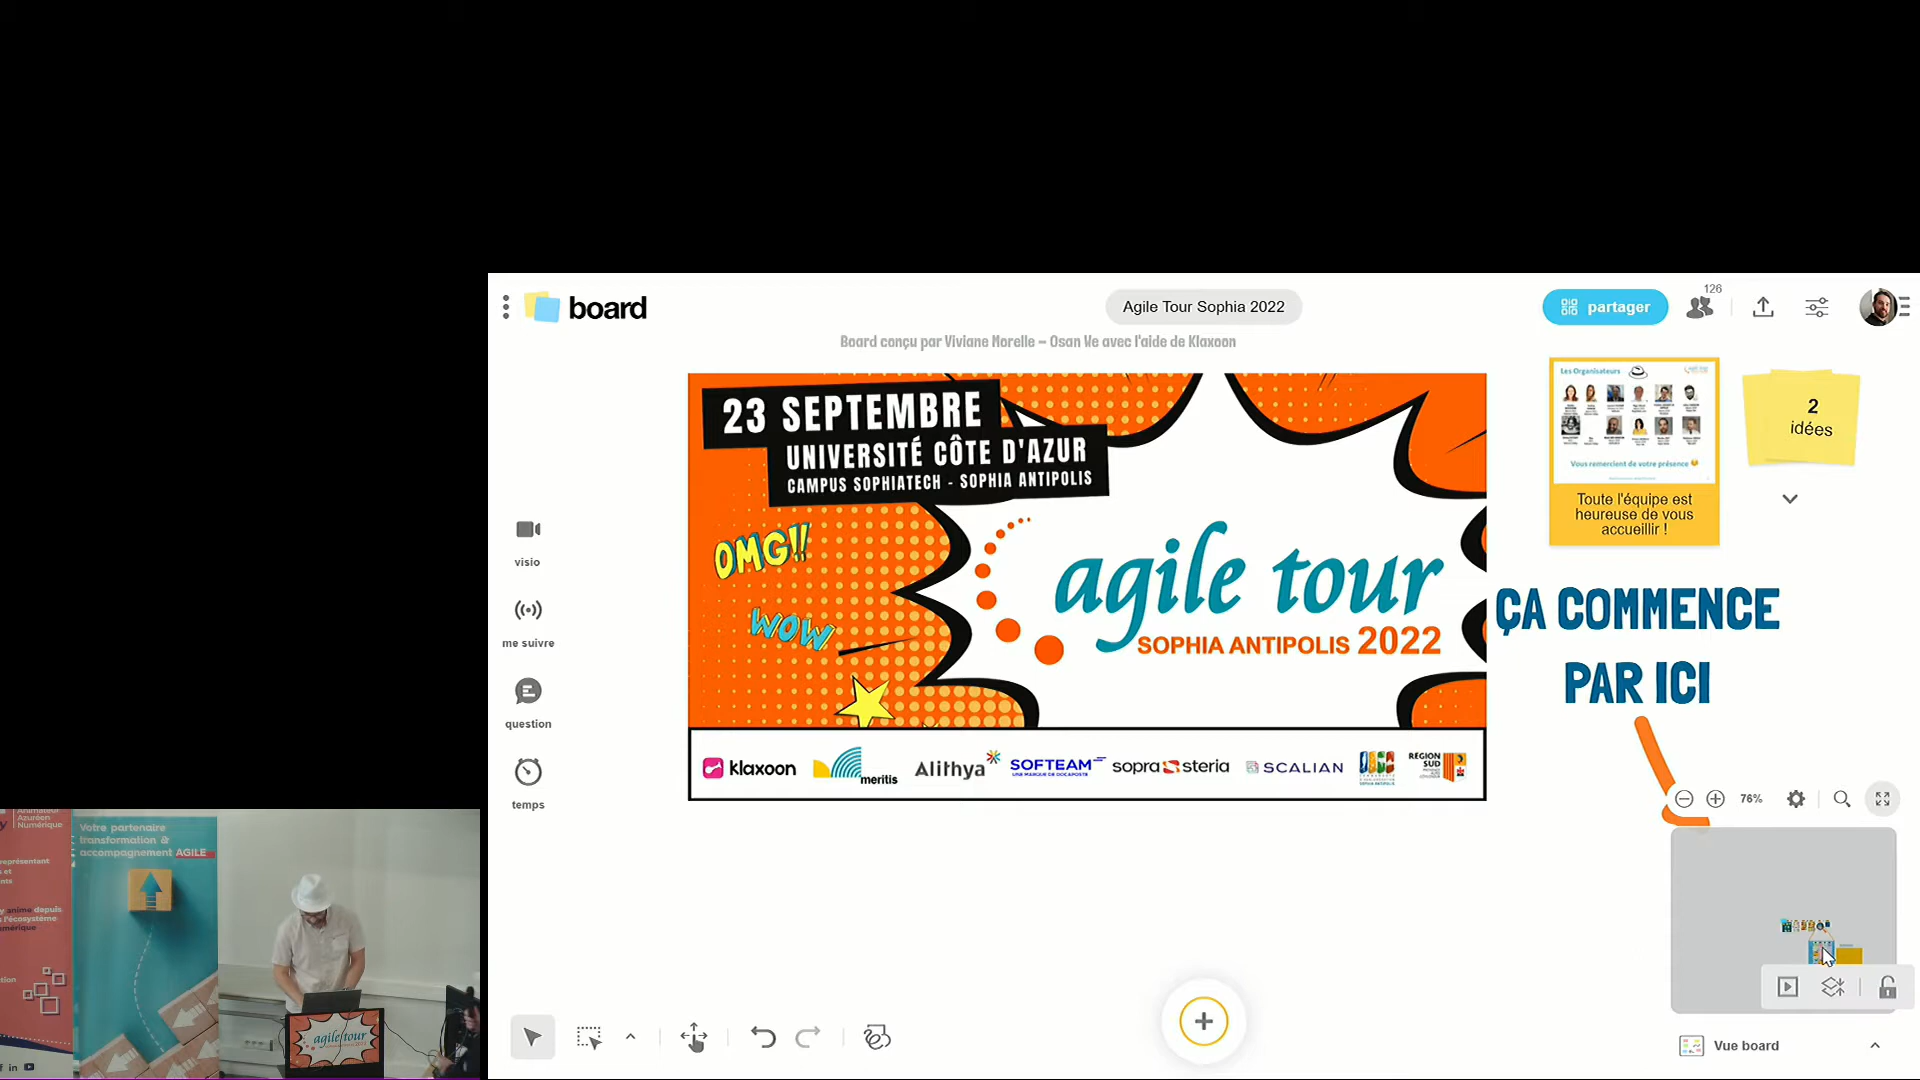 board
Agile Tour Sophia 2022
partager
126
Board conçu par Viviane Morelle – Osan We avec l'aide de Klaxoon
23 SEPTEMBRE
UNIVERSITÉ CÔTE D'AZUR
CAMPUS SOPHIATECH - SOPHIA ANTIPOLIS
OMG!!
WOW
agile tour
SOPHIA ANTIPOLIS 2022
klaxoon
meritis
Alithya
SOFTEAM
sopra steria
SCALIAN
REGION
SUD
Les Organisateurs
Vous remercient de votre présence
Toute l'équipe est
heureuse de vous
accueillir !
2
idées
ÇA COMMENCE
PAR ICI
visio
me suivre
question
temps
76%
Vue board
Numérique
Votre partenaire
transformation &
accompagnement AGILE
agile tour